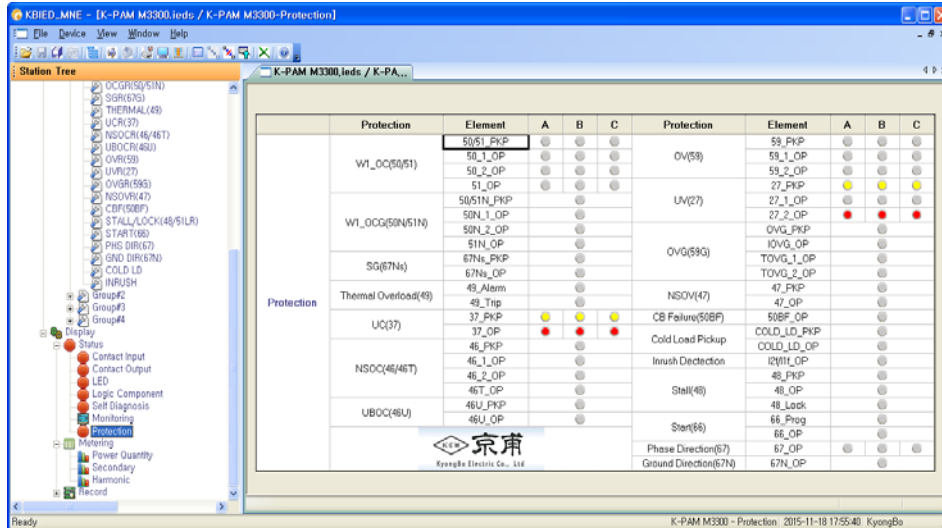 KBIED_MNE - [K-PAM M3300.ieds / K-PAM M3300-Protection]
File Device View Window Help
Station Tree
K-PAM M3300.ieds / K-PA...
OCGR(50/51N)
SGR(67G)
THERMAL(49)
UCR(37)
NSOCR(46/46T)
UBOCR(46U)
OVR(59)
UVR(27)
OVGR(59G)
NSOVR(47)
CBF(50BF)
STALL/LOCK(48/51LR)
START(66)
PHS DIR(67)
GND DIR(67N)
COLD LD
INRUSH
Group#2
Group#3
Group#4
Display
Status
Contact Input
Contact Output
LED
Logic Component
Self Diagnosis
Monitoring
Protection
Metering
Power Quantity
Secondary
Harmonic
Record
Protection Element A B C Protection Element A B C
Protection
W1_OC(50/51)
50/51_PKP
50_1_OP
50_2_OP
51_OP
W1_OCG(50N/51N)
50/51N_PKP
50N_1_OP
50N_2_OP
51N_OP
SG(67Ns)
67Ns_PKP
67Ns_OP
Thermal Overload(49)
49_Alarm
49_Trip
UC(37)
37_PKP
37_OP
NSOC(46/46T)
46_PKP
46_1_OP
46_2_OP
46T_OP
UBOC(46U)
46U_PKP
46U_OP
KEW
京甫
KyongBo Electric Co., Ltd
OV(59)
59_PKP
59_1_OP
59_2_OP
UV(27)
27_PKP
27_1_OP
27_2_OP
OVG(59G)
OVG_PKP
IOVG_OP
TOVG_1_OP
TOVG_2_OP
NSOV(47)
47_PKP
47_OP
CB Failure(50BF)
50BF_OP
Cold Load Pickup
COLD_LD_PKP
COLD_LD_OP
Inrush Dectection
I2f/I1f_OP
Stall(48)
48_PKP
48_OP
48_Lock
Start(66)
66_Prog
66_OP
Phase Direction(67)
67_OP
Ground Direction(67N)
67N_OP
Ready
K-PAM M3300 - Protection 2015-11-18 17:55:40 KyongBo